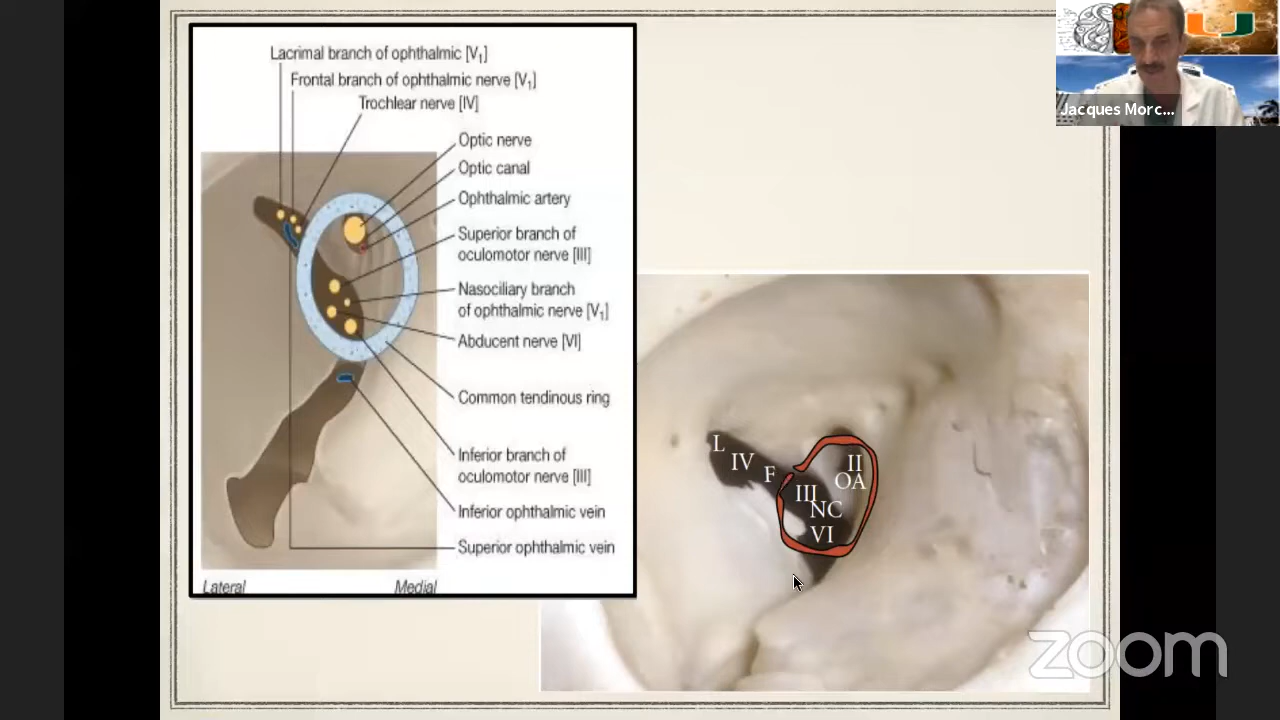 Lacrimal branch of ophthalmic [V1]
Frontal branch of ophthalmic nerve [V1]
Trochlear nerve [IV]
Optic nerve
Optic canal
Ophthalmic artery
Superior branch of
oculomotor nerve [III]
Nasociliary branch
of ophthalmic nerve [V1]
Abducent nerve [VI]
Common tendinous ring
Inferior branch of
oculomotor nerve [III]
Inferior ophthalmic vein
Superior ophthalmic vein
Lateral
Medial
L
IV
F
II
OA
III
NC
VI
Jacques Morc...
U
zoom